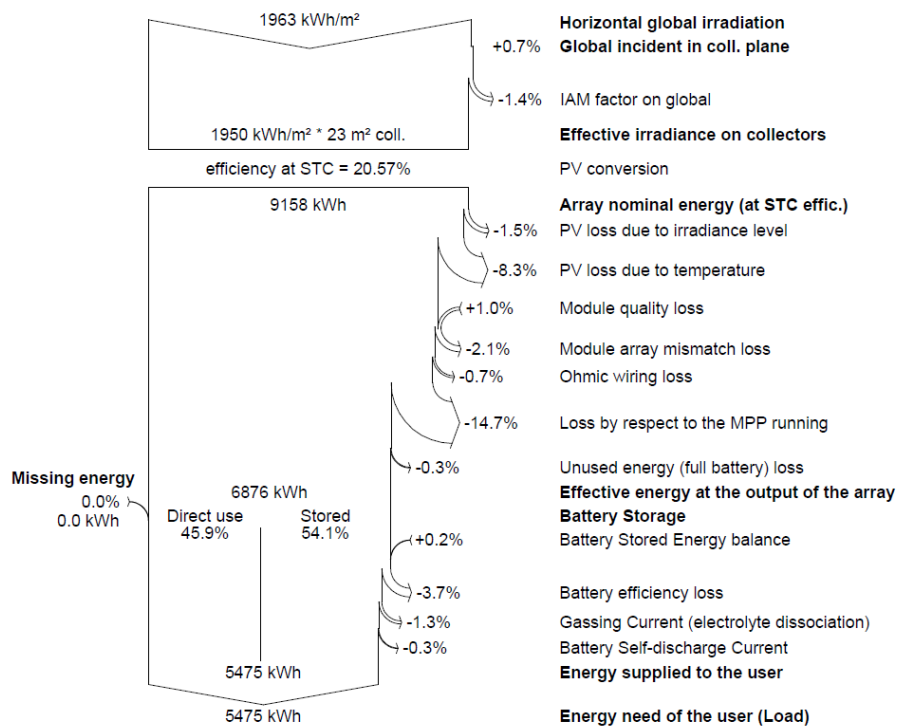 1963 kWh/m² Horizontal global irradiation
+0.7% Global incident in coll. plane
-1.4% IAM factor on global
1950 kWh/m² * 23 m² coll. Effective irradiance on collectors
efficiency at STC = 20.57% PV conversion
9158 kWh Array nominal energy (at STC effic.)
-1.5% PV loss due to irradiance level
-8.3% PV loss due to temperature
+1.0% Module quality loss
-2.1% Module array mismatch loss
-0.7% Ohmic wiring loss
-14.7% Loss by respect to the MPP running
-0.3% Unused energy (full battery) loss
Missing energy
0.0%
0.0 kWh
6876 kWh Effective energy at the output of the array
Direct use Stored Battery Storage
45.9% 54.1%
+0.2% Battery Stored Energy balance
-3.7% Battery efficiency loss
-1.3% Gassing Current (electrolyte dissociation)
-0.3% Battery Self-discharge Current
5475 kWh Energy supplied to the user
5475 kWh Energy need of the user (Load)